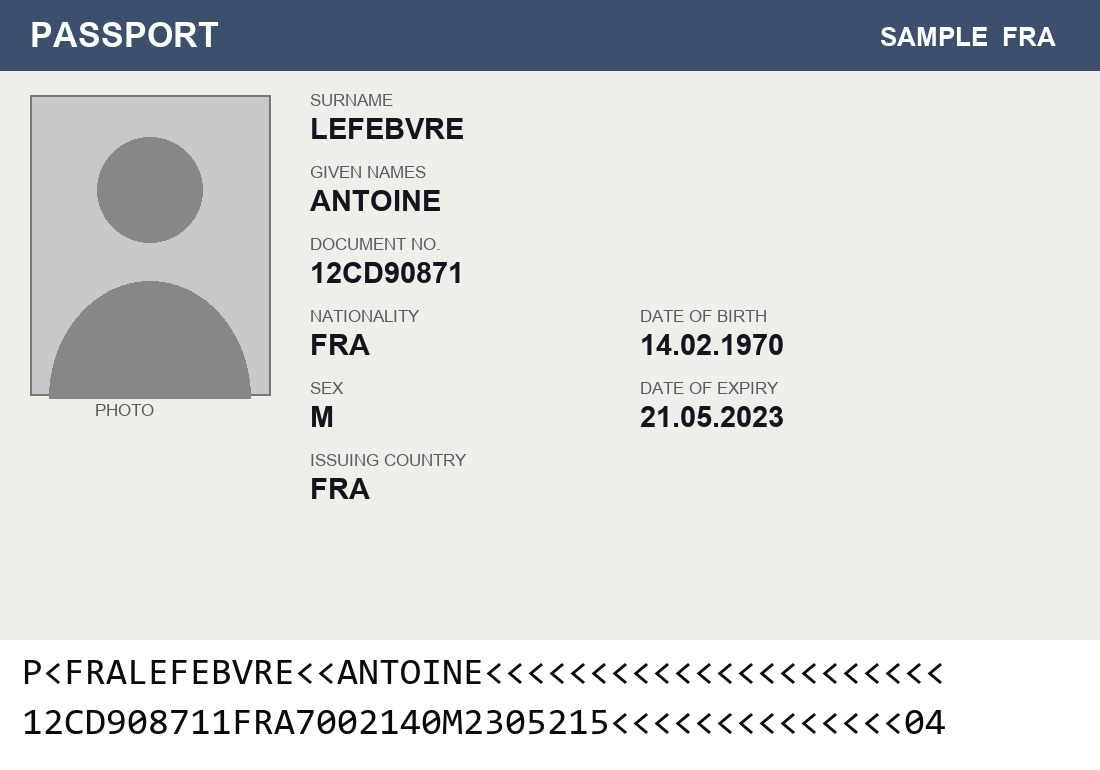 PASSPORT SAMPLE FRA
SURNAME
LEFEBVRE
GIVEN NAMES
ANTOINE
DOCUMENT NO.
12CD90871
NATIONALITY DATE OF BIRTH
FRA 14.02.1970
SEX DATE OF EXPIRY
M 21.05.2023
PHOTO
ISSUING COUNTRY
FRA
P<FRALEFEBVRE<<ANTOINE<<<<<<<<<<<<<<<<<<<<<<
12CD908711FRA7002140M2305215<<<<<<<<<<<<<<04